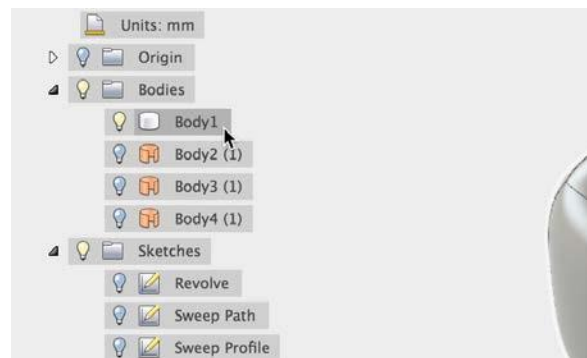 Units: mm
Origin
Bodies
Body1
Body2 (1)
Body3 (1)
Body4 (1)
Sketches
Revolve
Sweep Path
Sweep Profile